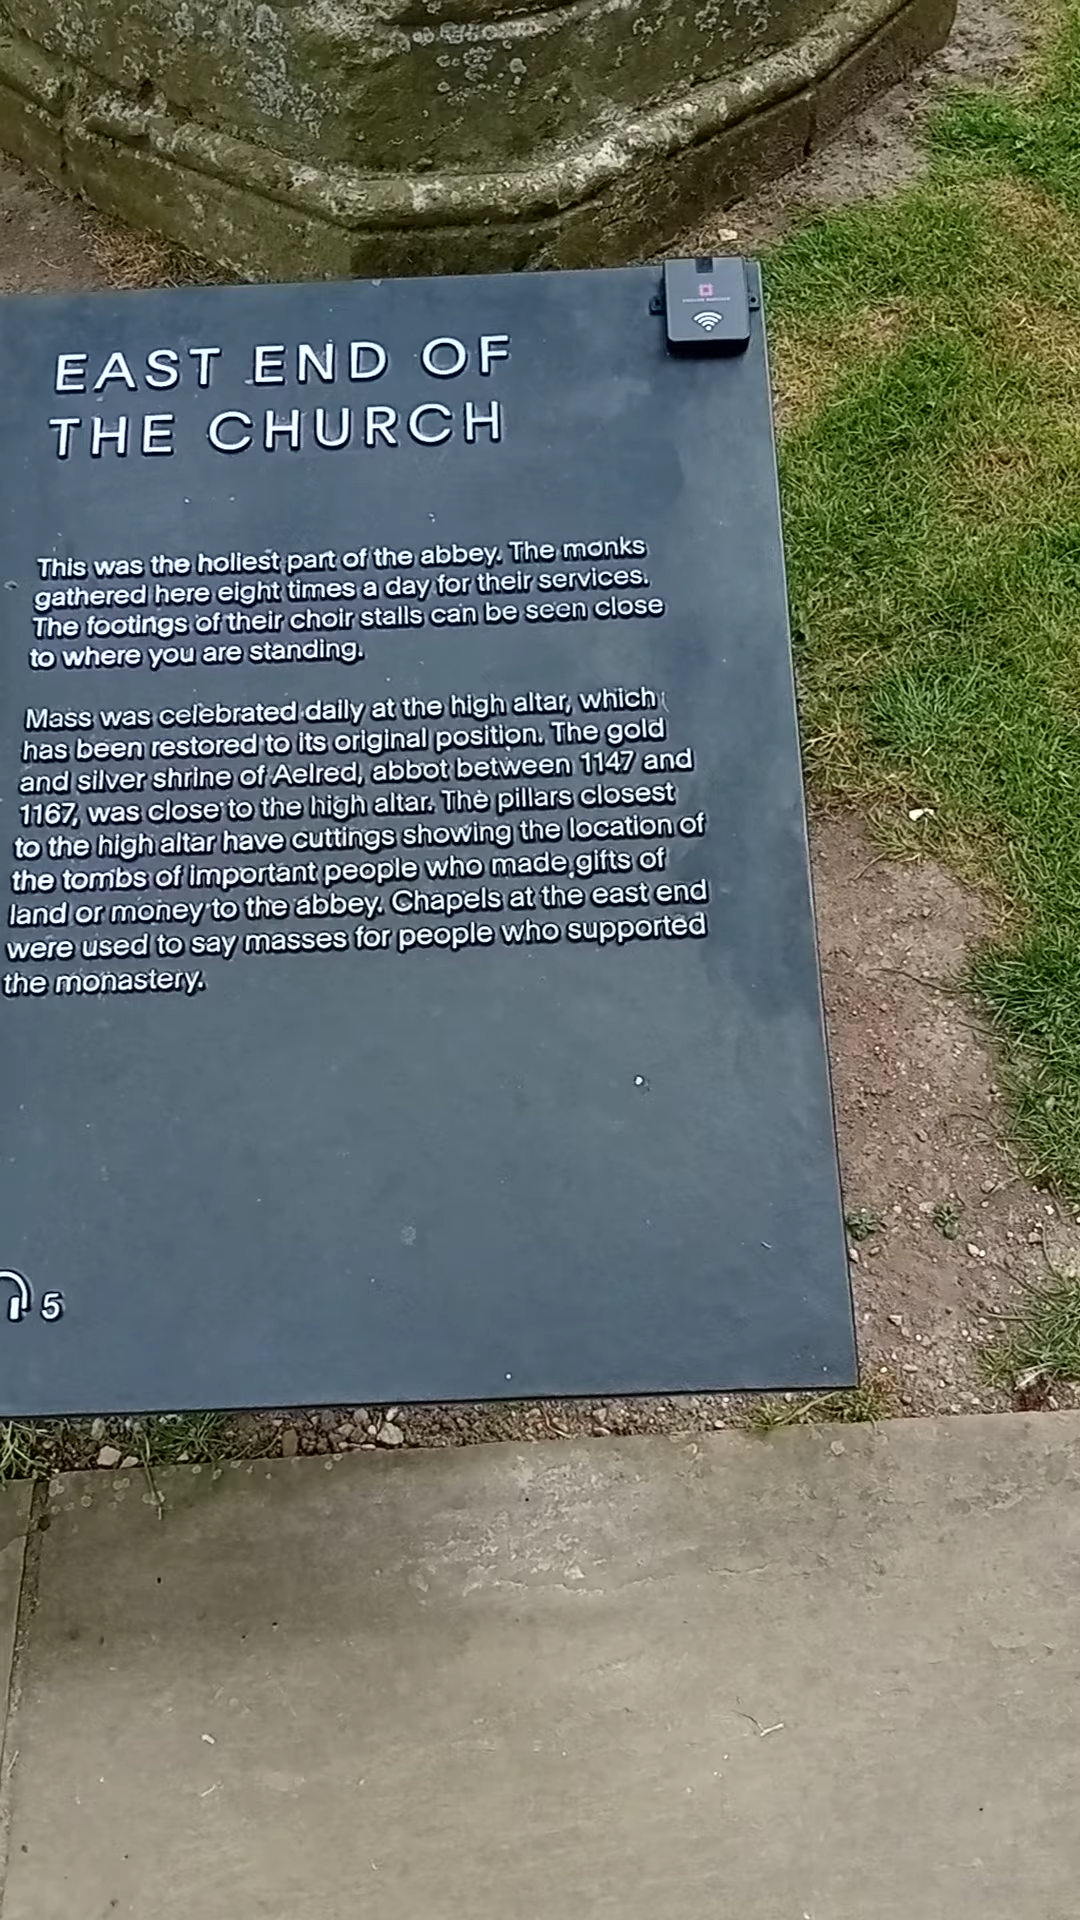 EAST END OF
THE CHURCH
This was the holiest part of the abbey. The monks
gathered here eight times a day for their services.
The footings of their choir stalls can be seen close
to where you are standing.
Mass was celebrated daily at the high altar, which
has been restored to its original position. The gold
and silver shrine of Aelred, abbot between 1147 and
1167, was close to the high altar. The pillars closest
to the high altar have cuttings showing the location of
the tombs of important people who made gifts of
land or money to the abbey. Chapels at the east end
were used to say masses for people who supported
the monastery.
5